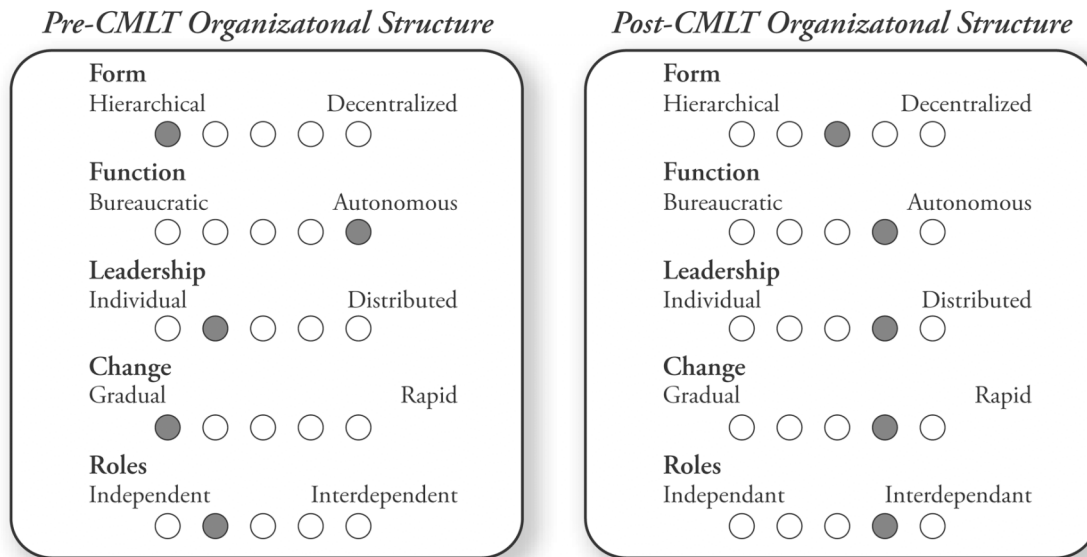 Pre-CMLT Organizatonal Structure
Form
Hierarchical Decentralized
Function
Bureaucratic Autonomous
Leadership
Individual Distributed
Change
Gradual Rapid
Roles
Independent Interdependent
Post-CMLT Organizatonal Structure
Form
Hierarchical Decentralized
Function
Bureaucratic Autonomous
Leadership
Individual Distributed
Change
Gradual Rapid
Roles
Independant Interdependant